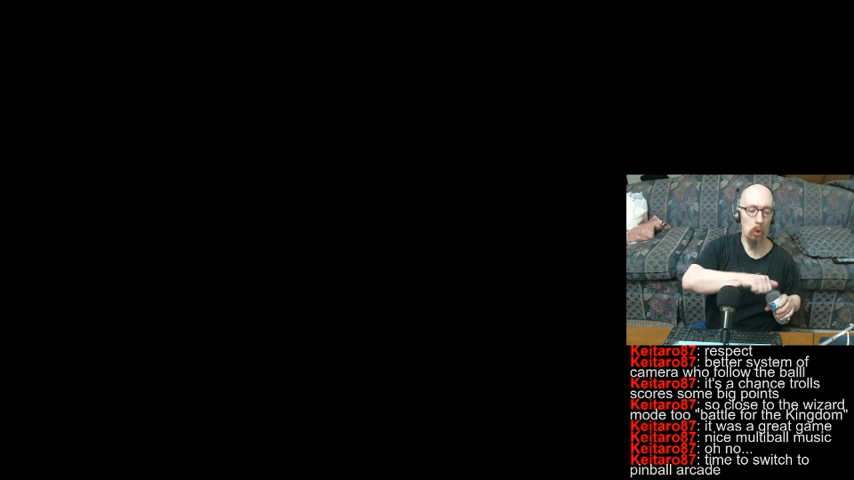 Keitaro87: respect
Keitaro87: better system of
camera who follow the balll
Keitaro87: it's a chance trolls
scores some big points
Keitaro87: so close to the wizard
mode too "battle for the Kingdom"
Keitaro87: it was a great game
Keitaro87: nice multiball music
Keitaro87: oh no...
Keitaro87: time to switch to
pinball arcade